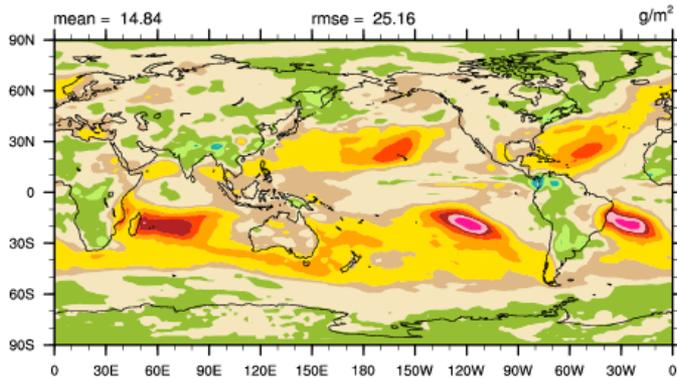 mean = 14.84 rmse = 25.16 g/m²
90N
60N
30N
0
30S
60S
90S
0 30E 60E 90E 120E 150E 180 150W 120W 90W 60W 30W 0